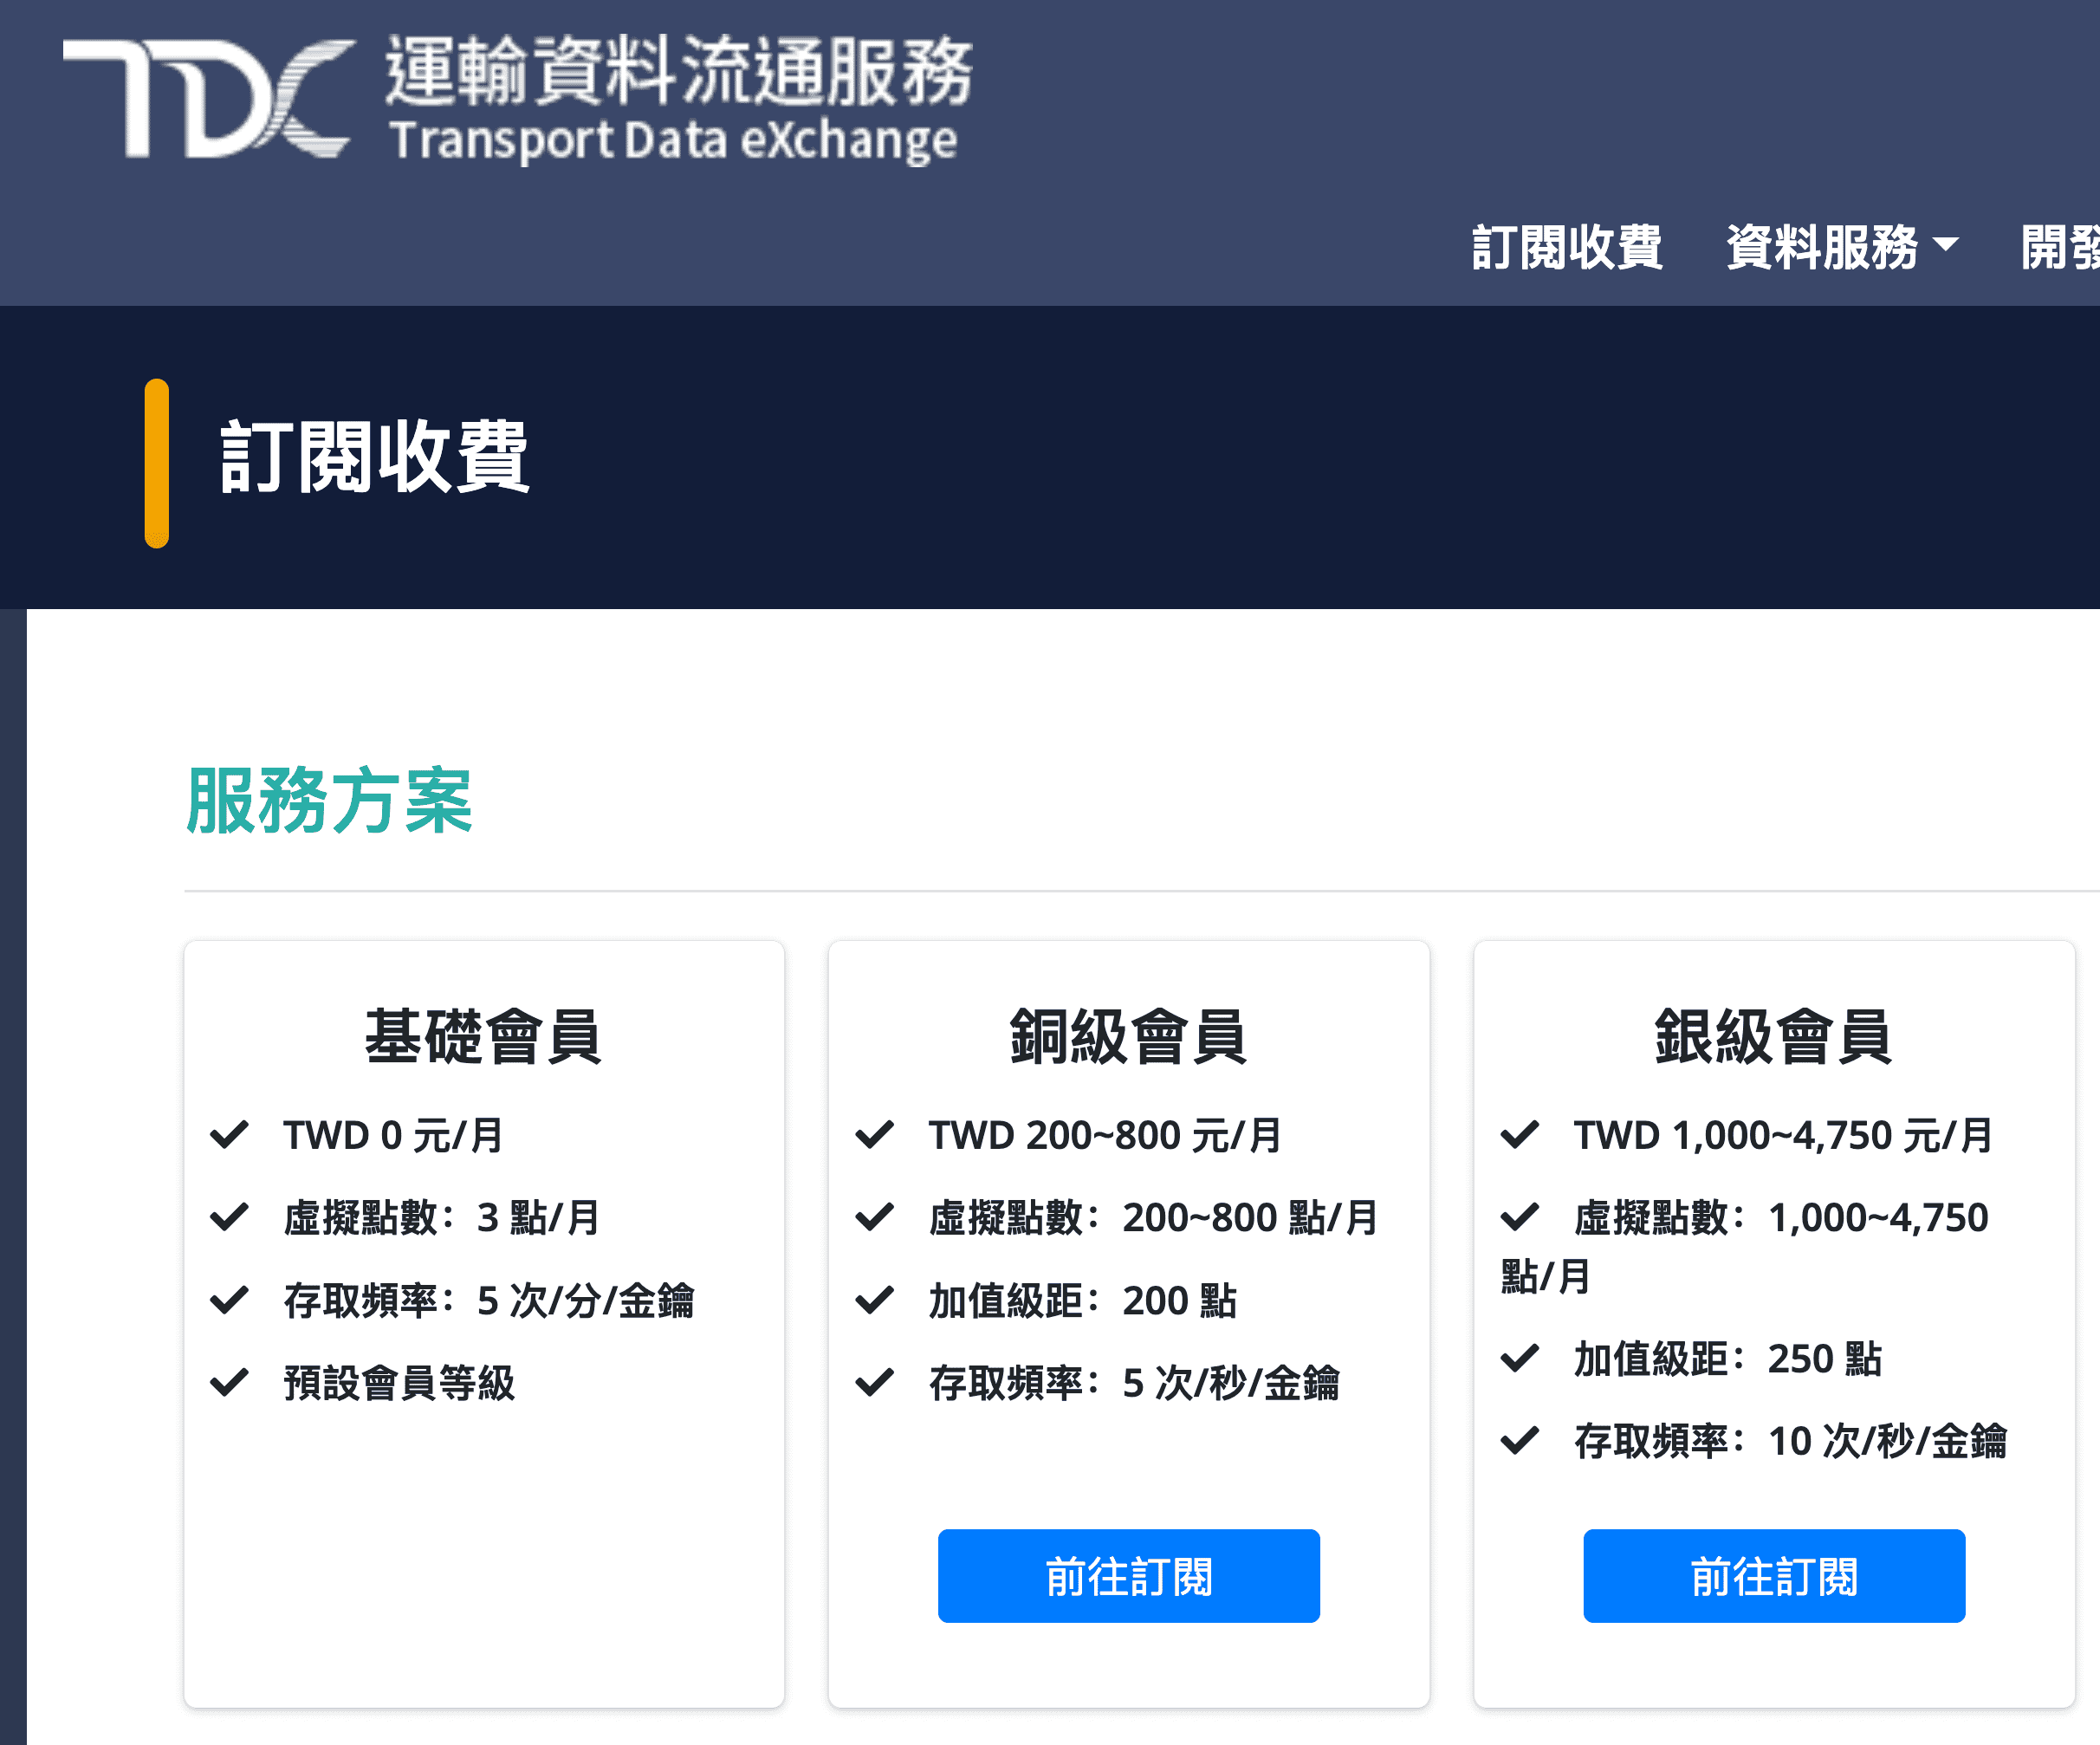 TDX 運輸資料流通服務
Transport Data eXchange
訂閱收費 資料服務 開發
訂閱收費
服務方案
基礎會員
TWD 0 元/月
虛擬點數：3 點/月
存取頻率：5 次/分/金鑰
預設會員等級
銅級會員
TWD 200~800 元/月
虛擬點數：200~800 點/月
加值級距：200 點
存取頻率：5 次/秒/金鑰
前往訂閱
銀級會員
TWD 1,000~4,750 元/月
虛擬點數：1,000~4,750
點/月
加值級距：250 點
存取頻率：10 次/秒/金鑰
前往訂閱